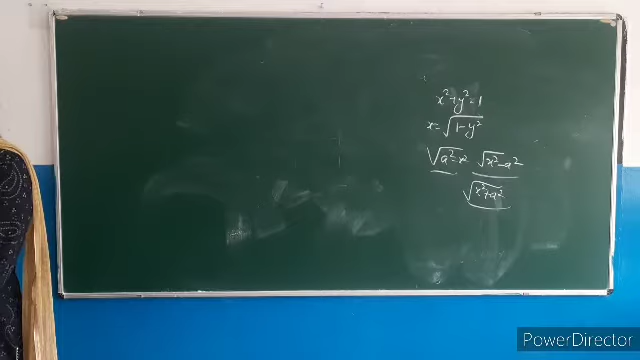 x²+y²=1
x=√1-y²
√a²-x² √x²-a²
√x²+a²
PowerDirector